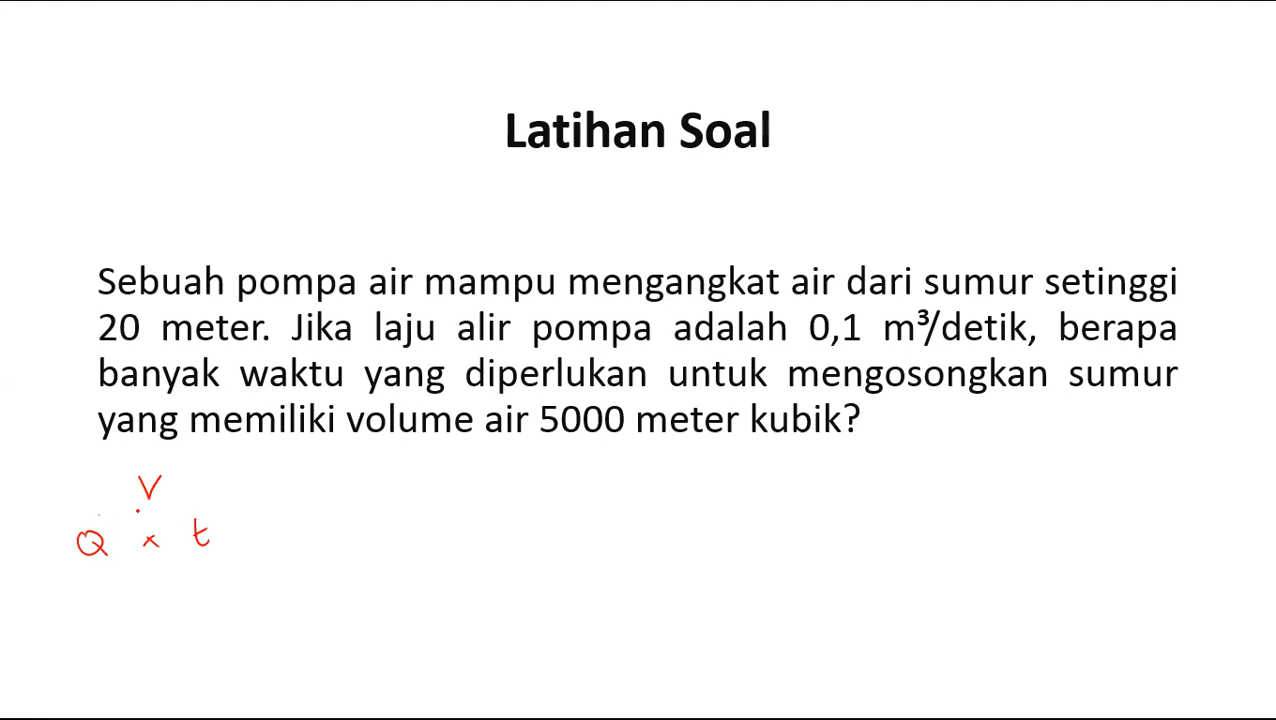 Latihan Soal
Sebuah pompa air mampu mengangkat air dari sumur setinggi
20 meter. Jika laju alir pompa adalah 0,1 m³/detik, berapa
banyak waktu yang diperlukan untuk mengosongkan sumur
yang memiliki volume air 5000 meter kubik?
V
Q × t